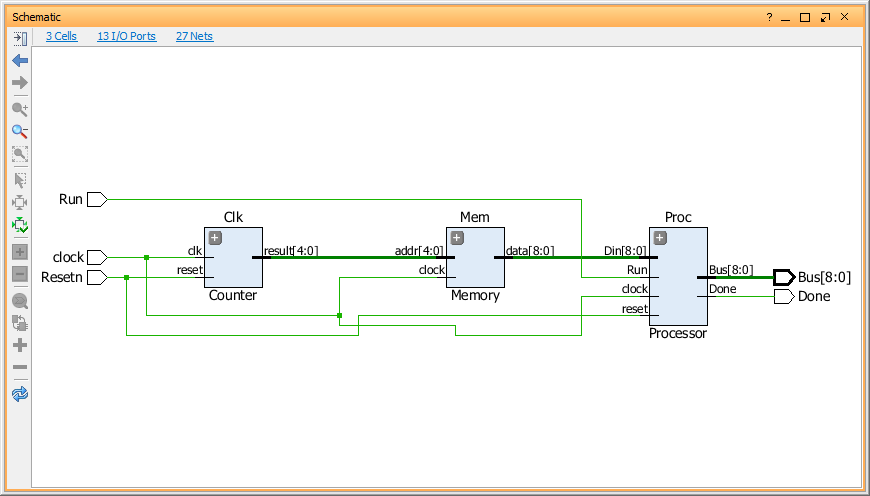 Schematic
?
3 Cells 13 I/O Ports 27 Nets
Run
Clk Mem Proc
clk result[4:0] addr[4:0] data[8:0] Din[8:0]
clock
reset clock Run Bus[8:0] Bus[8:0]
Resetn
Counter Memory clock Done Done
reset
Processor